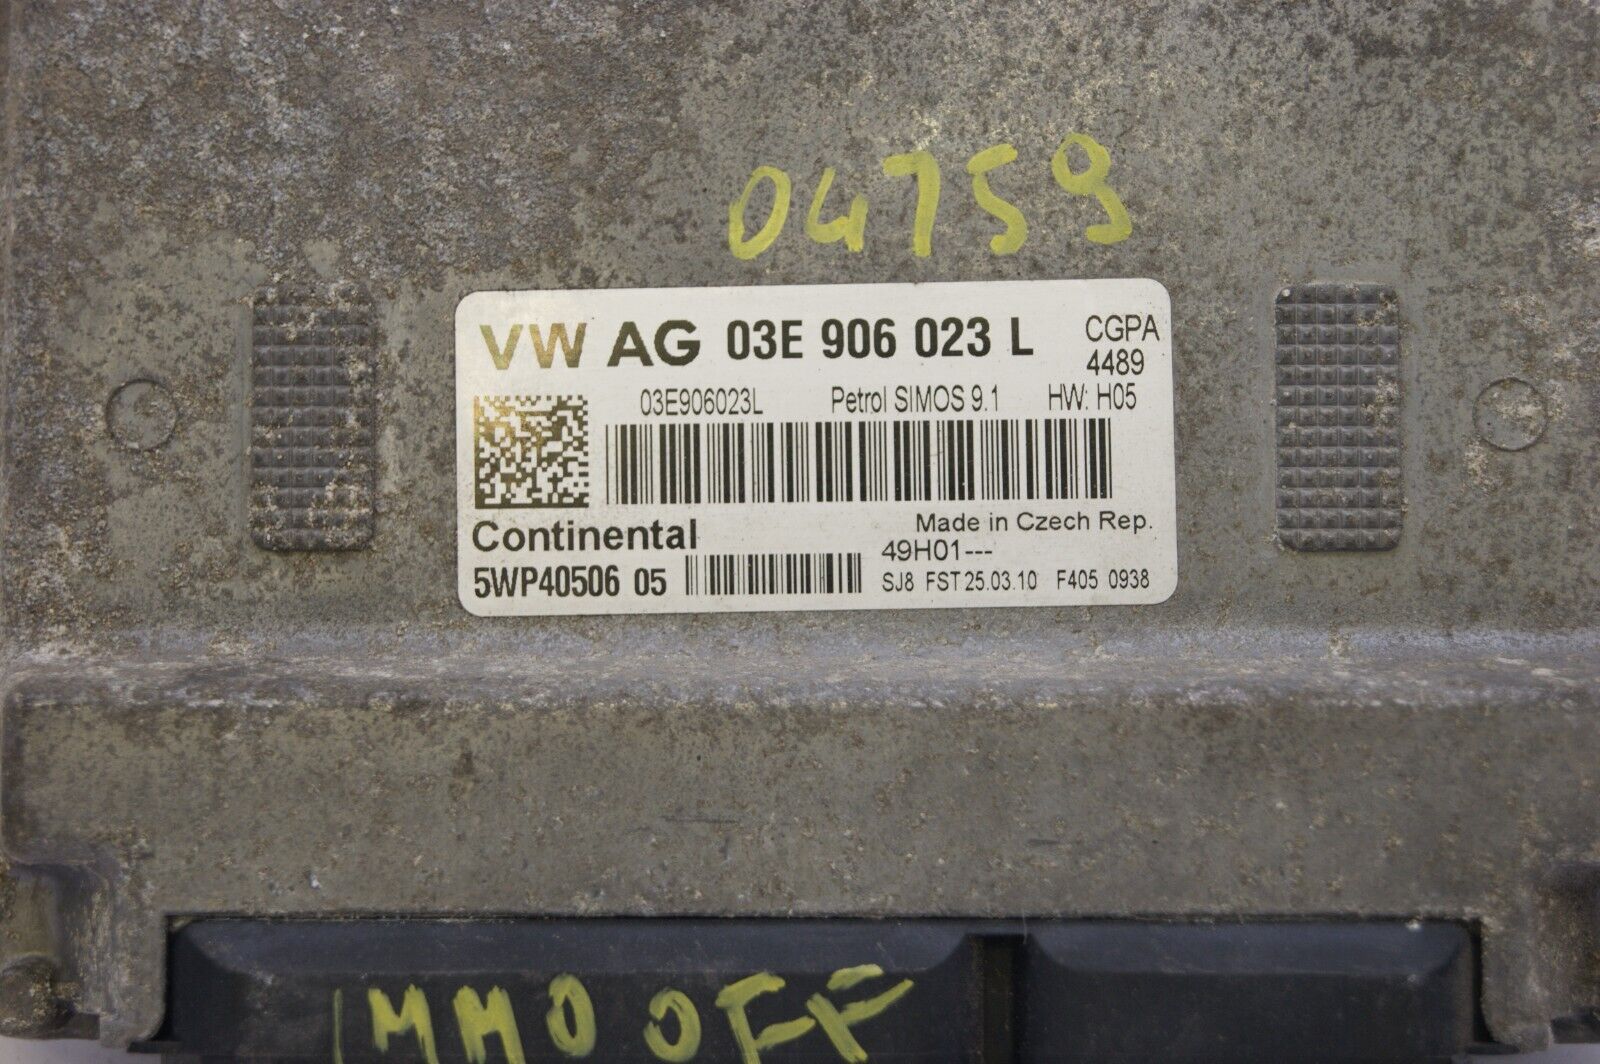 04759
VW AG 03E 906 023 L CGPA
4489
03E906023L Petrol SIMOS 9.1 HW: H05
Continental Made in Czech Rep.
49H01---
5WP40506 05 SJ8 FST 25.03.10 F405 0938
IMMO OFF